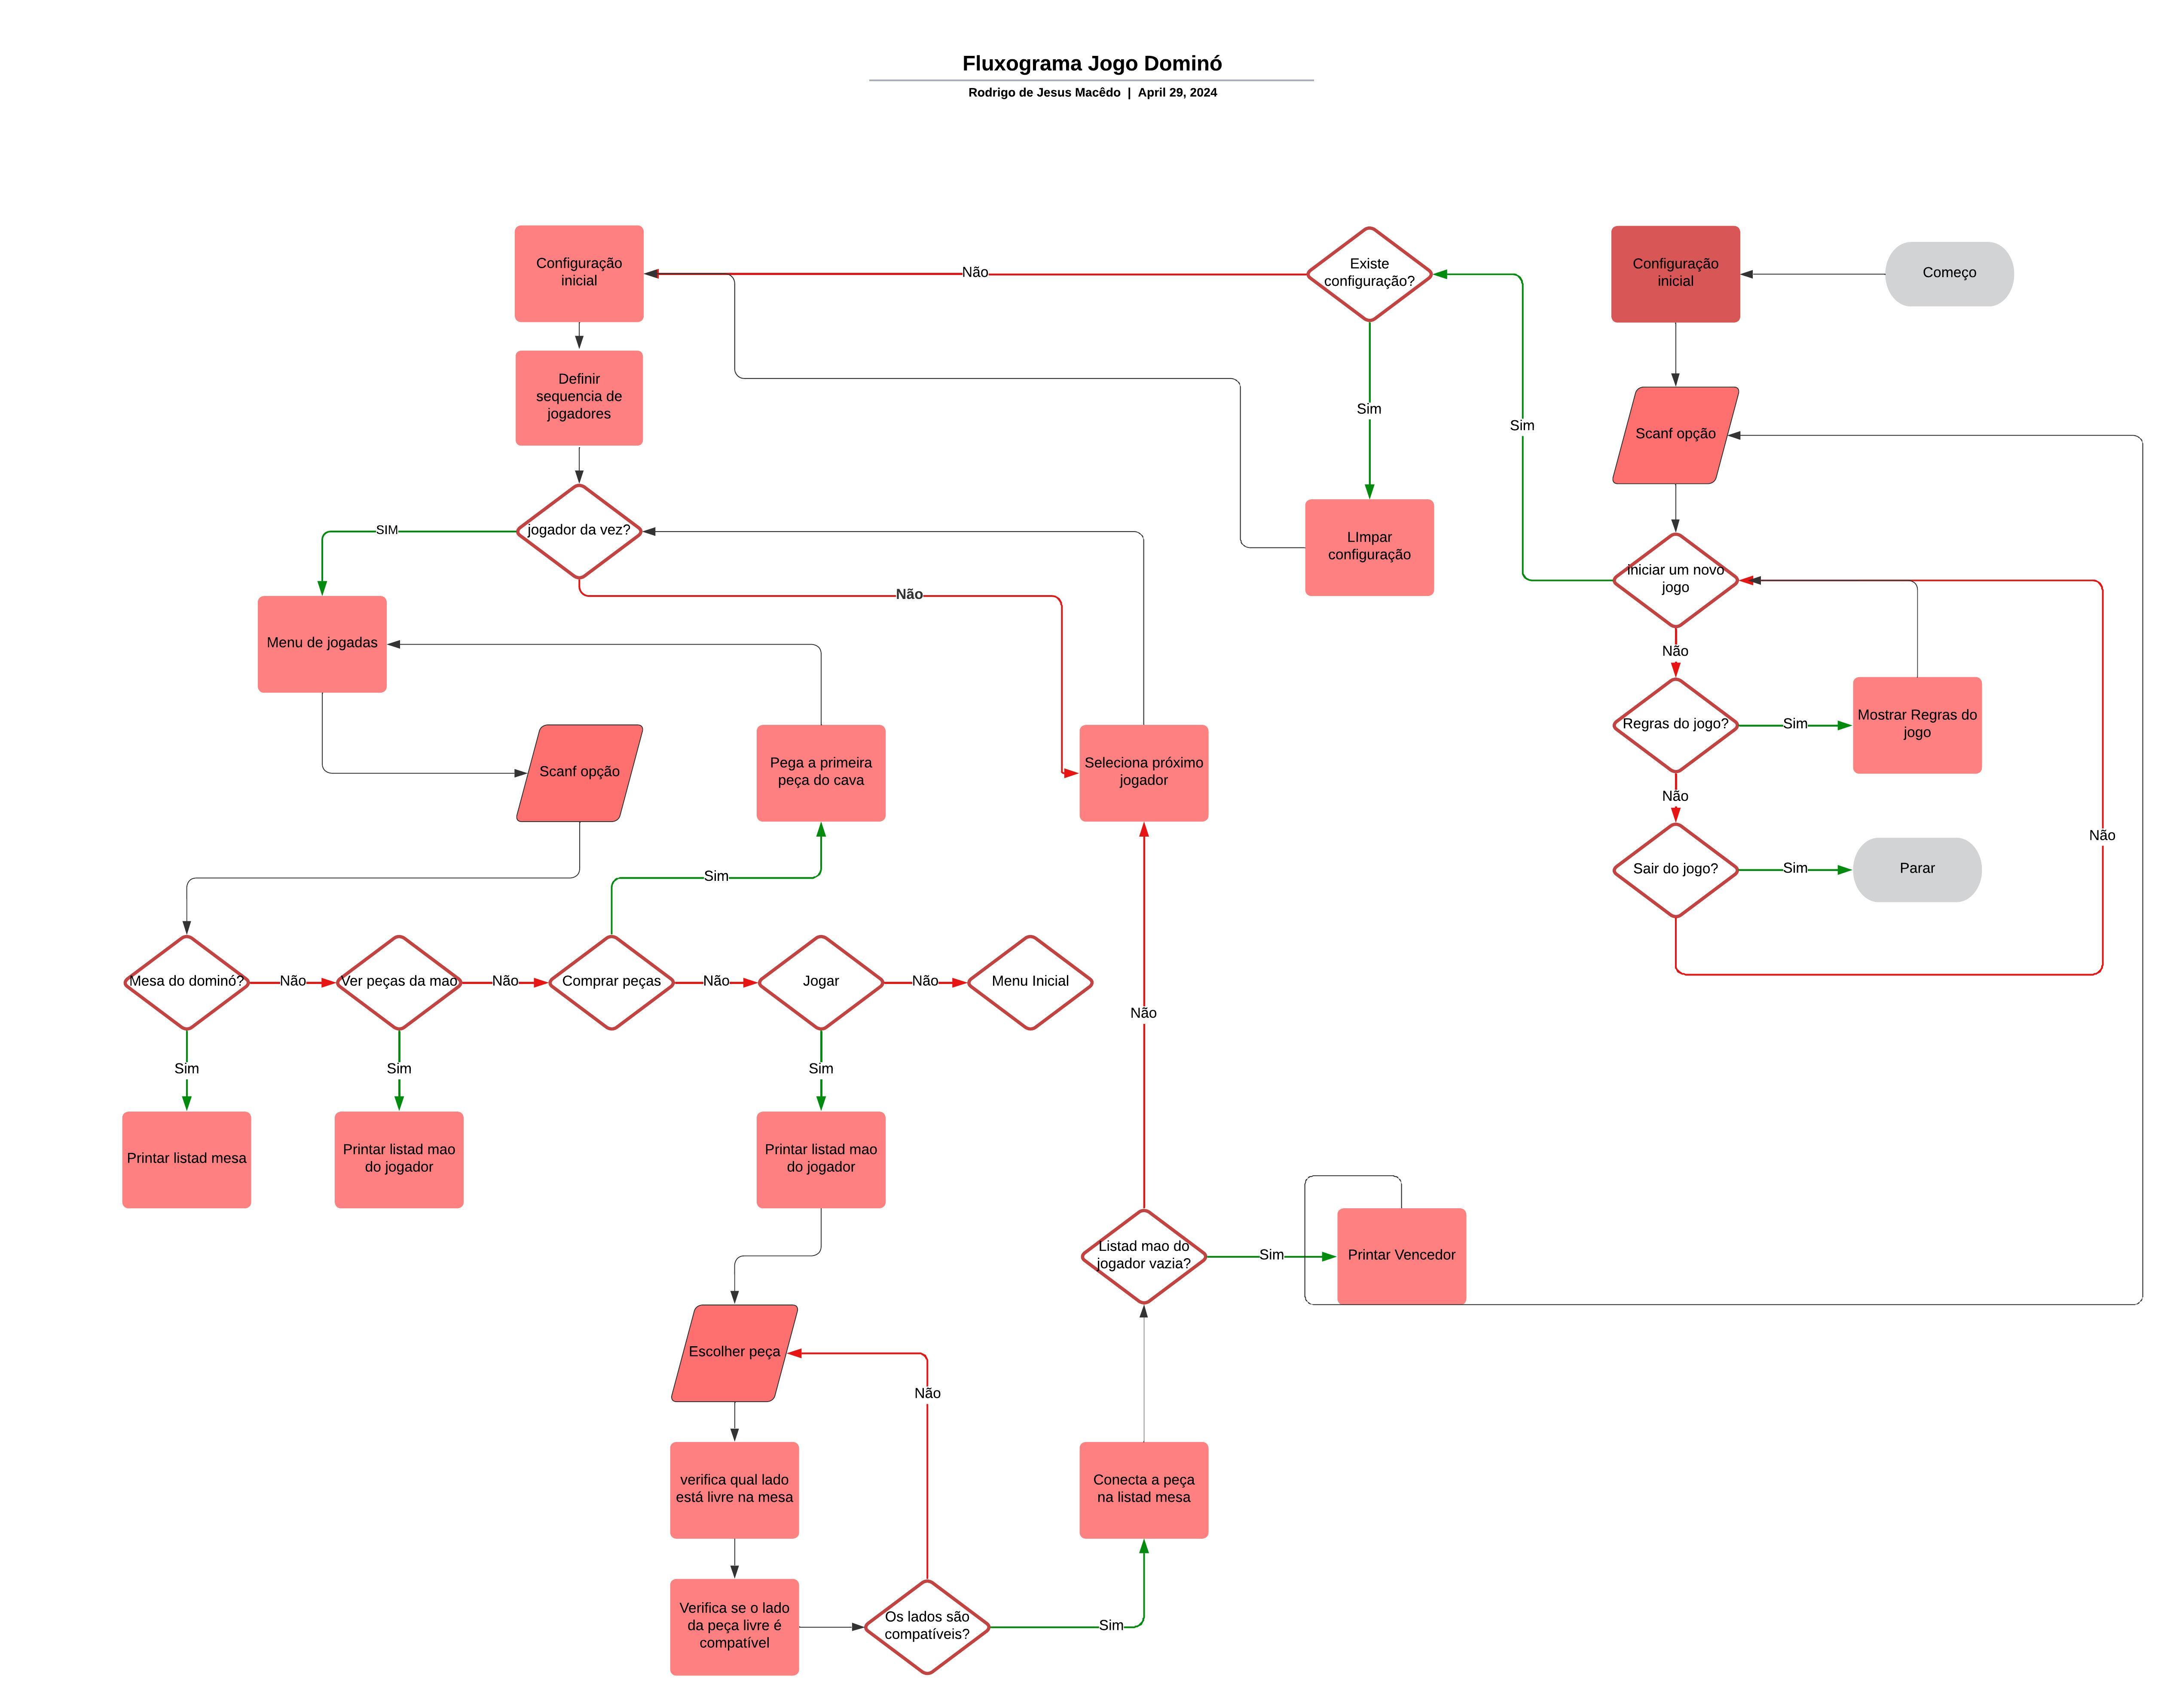 Fluxograma Jogo Dominó
Rodrigo de Jesus Macêdo | April 29, 2024
Configuração
inicial
Não
Existe
configuração?
Configuração
inicial
Começo
Definir
sequencia de
jogadores
Sim
Sim
Scanf opção
jogador da vez?
SIM
LImpar
configuração
iniciar um novo
jogo
Não
Menu de jogadas
Não
Regras do jogo?
Sim
Mostrar Regras do
jogo
Scanf opção
Pega a primeira
peça do cava
Seleciona próximo
jogador
Não
Não
Sair do jogo?
Sim
Parar
Sim
Mesa do dominó?
Não
Ver peças da mao
Não
Comprar peças
Não
Jogar
Não
Menu Inicial
Não
Sim
Sim
Sim
Printar listad mesa
Printar listad mao
do jogador
Printar listad mao
do jogador
Listad mao do
jogador vazia?
Sim
Printar Vencedor
Escolher peça
Não
verifica qual lado
está livre na mesa
Conecta a peça
na listad mesa
Verifica se o lado
da peça livre é
compatível
Os lados são
compatíveis?
Sim